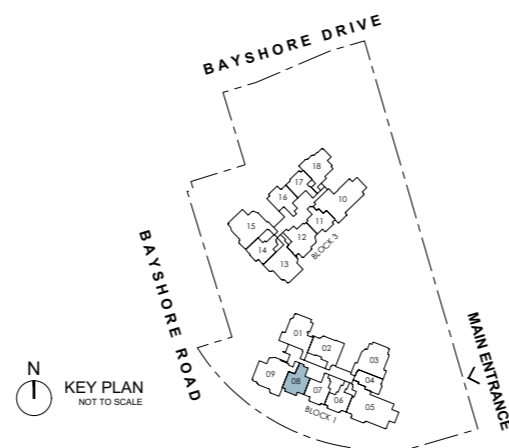 BAYSHORE DRIVE
18
17
16
10
15
11
12
14
13
BLOCK 3
BAYSHORE ROAD
01
02
03
09
08
07
04
06
05
BLOCK 1
MAIN ENTRANCE
N
KEY PLAN
NOT TO SCALE